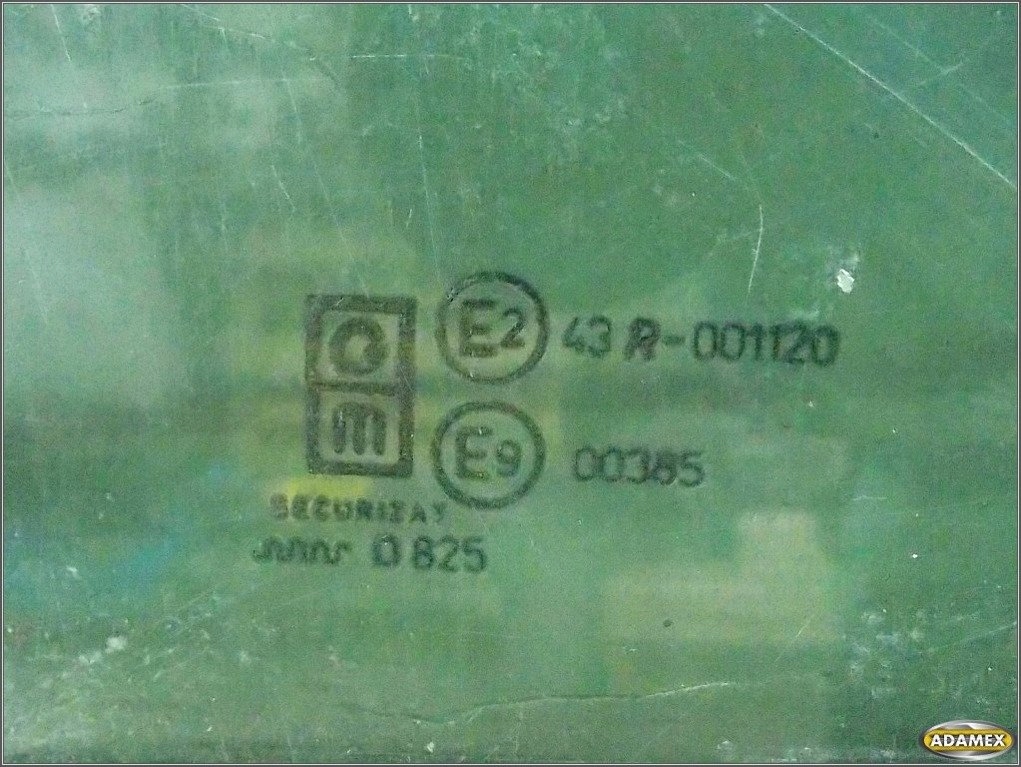 E2 43 R-001120
E9 00385
SECURIZAT
D 825
ADAMEX